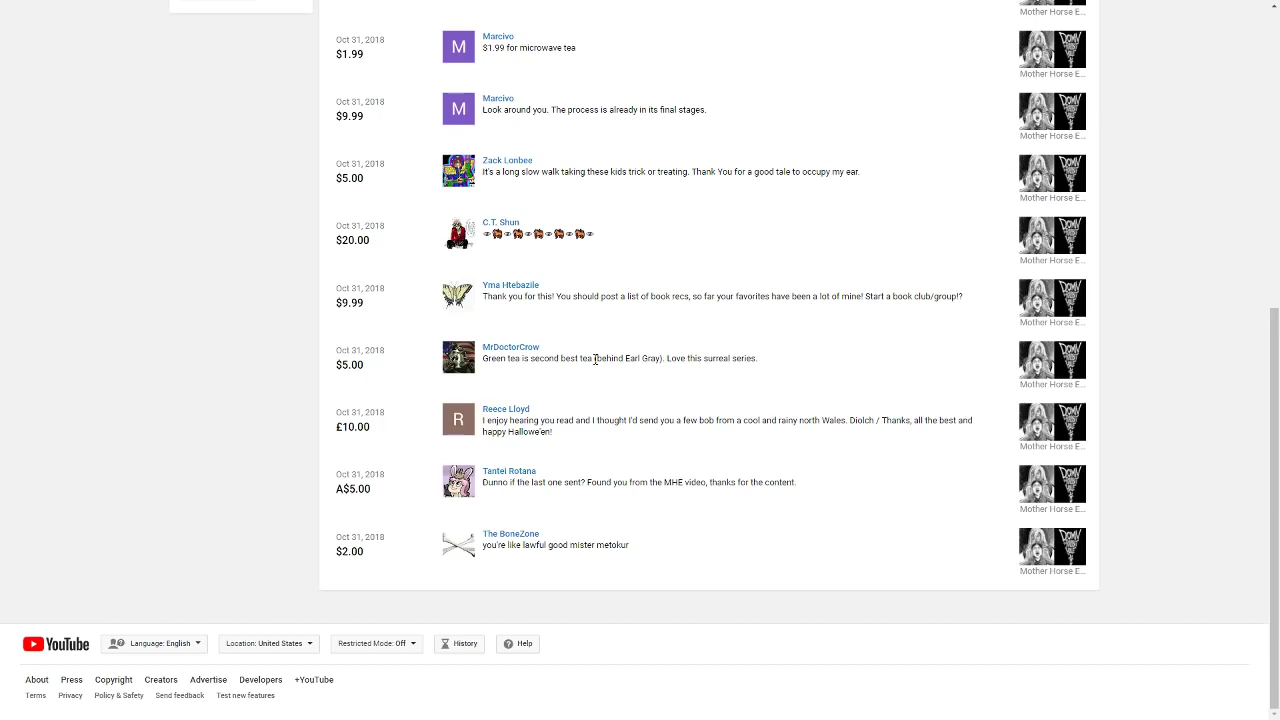 Mother Horse E...
Oct 31, 2018
$1.99
M
Marcivo
$1.99 for microwave tea
Mother Horse E...
Oct 31, 2018
M
Marcivo
Look around you. The process is already in its final stages.
Mother Horse E...
Oct 31, 2018
$5.00
Zack Lonbee
It's a long slow walk taking these kids trick or treating. Thank You for a good tale to occupy my ear.
Mother Horse E...
Oct 31, 2018
$20.00
C.T. Shun
Mother Horse E...
Oct 31, 2018
$9.99
Yma Htebazile
Thank you for this! You should post a list of book recs, so far your favorites have been a lot of mine! Start a book club/group!?
Mother Horse E...
Oct 31, 2018
$5.00
MrDoctorCrow
Green tea is second best tea (behind Earl Gray). Love this surreal series.
Mother Horse E...
Oct 31, 2018
R
Reece Lloyd
I enjoy hearing you read and I thought I'd send you a few bob from a cool and rainy north Wales. Diolch / Thanks, all the best and
happy Hallowe'en!
Mother Horse E...
Oct 31, 2018
A$5.00
Tantei Rotana
Dunno if the last one sent? Found you from the MHE video, thanks for the content.
Mother Horse E...
Oct 31, 2018
$2.00
The BoneZone
you're like lawful good mister metokur
Mother Horse E...
YouTube
Language: English
Location: United States
Restricted Mode: Off
History
Help
About Press Copyright Creators Advertise Developers +YouTube
Terms Privacy Policy & Safety Send feedback Test new features